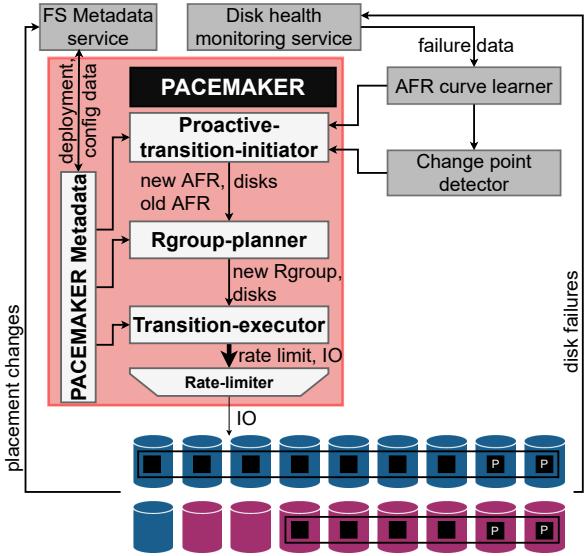 FS Metadata
service
Disk health
monitoring service
failure data
deployment,
config data
PACEMAKER
AFR curve learner
Proactive-
transition-initiator
Change point
detector
new AFR, disks
old AFR
PACEMAKER Metadata
Rgroup-planner
new Rgroup,
disks
Transition-executor
rate limit, IO
Rate-limiter
IO
placement changes
disk failures
P P
P P